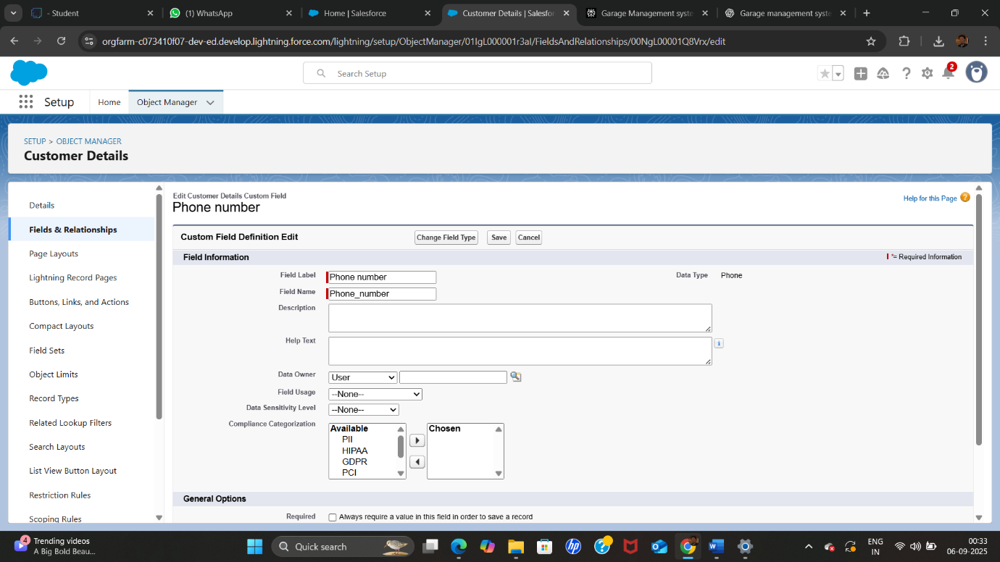 - Student
(1) WhatsApp
Home | Salesforce
Customer Details | Salesfor
Garage Management syste
Garage management syste
orgfarm-c073410f07-dev-ed.develop.lightning.force.com/lightning/setup/ObjectManager/01IgL000001r3aI/FieldsAndRelationships/00NgL00001Q8Vrx/edit
Search Setup
2
Setup
Home
Object Manager
SETUP > OBJECT MANAGER
Customer Details
Details
Fields & Relationships
Page Layouts
Lightning Record Pages
Buttons, Links, and Actions
Compact Layouts
Field Sets
Object Limits
Record Types
Related Lookup Filters
Search Layouts
List View Button Layout
Restriction Rules
Scoping Rules
Edit Customer Details Custom Field
Phone number
Help for this Page
Custom Field Definition Edit
Change Field Type
Save
Cancel
Field Information
*= Required Information
Field Label Phone number
Data Type Phone
Field Name Phone_number
Description
Help Text
Data Owner User
Field Usage --None--
Data Sensitivity Level --None--
Compliance Categorization
Available
PII
HIPAA
GDPR
PCI
Chosen
General Options
Required Always require a value in this field in order to save a record
4
Trending videos
A Big Bold Beau...
Quick search
ENG
IN
00:33
06-09-2025